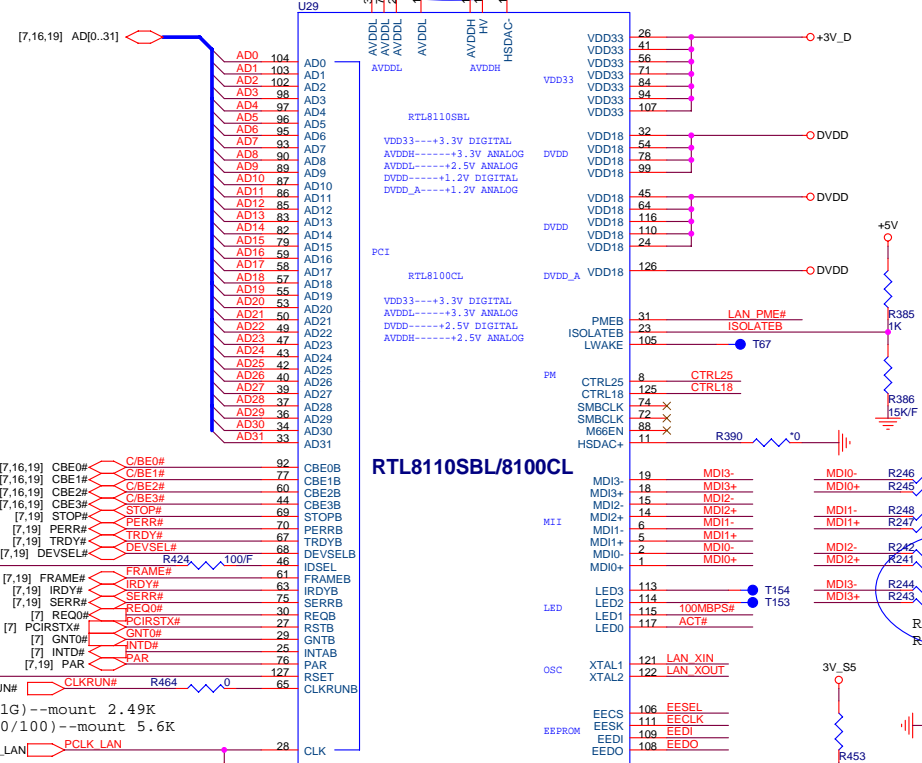 U29
[7,16,19] AD[0..31]
AVDDL AVDDL AVDDL AVDDL AVDDH HV HSDAC-
AVDDL AVDDH
AD0 104 AD0
AD1 103 AD1
AD2 102 AD2
AD3 98 AD3
AD4 97 AD4
AD5 96 AD5
AD6 95 AD6
AD7 93 AD7
AD8 90 AD8
AD9 89 AD9
AD10 87 AD10
AD11 86 AD11
AD12 85 AD12
AD13 83 AD13
AD14 82 AD14
AD15 79 AD15
AD16 59 AD16
AD17 58 AD17
AD18 57 AD18
AD19 55 AD19
AD20 53 AD20
AD21 50 AD21
AD22 49 AD22
AD23 47 AD23
AD24 43 AD24
AD25 42 AD25
AD26 40 AD26
AD27 39 AD27
AD28 37 AD28
AD29 36 AD29
AD30 34 AD30
AD31 33 AD31
[7,16,19] CBE0# C/BE0# 92 CBE0B
[7,16,19] CBE1# C/BE1# 77 CBE1B
[7,16,19] CBE2# C/BE2# 60 CBE2B
[7,16,19] CBE3# C/BE3# 44 CBE3B
[7,19] STOP# STOP# 69 STOPB
[7,19] PERR# PERR# 70 PERRB
[7,19] TRDY# TRDY# 67 TRDYB
[7,19] DEVSEL# DEVSEL# 68 DEVSELB
R424 100/F 46 IDSEL
[7,19] FRAME# FRAME# 61 FRAMEB
[7,19] IRDY# IRDY# 63 IRDYB
[7,19] SERR# SERR# 75 SERRB
[7] REQ0# REQ0# 30 REQB
[7] PCIRSTX# PCIRSTX# 27 RSTB
[7] GNT0# GNT0# 29 GNTB
[7] INTD# INTD# 25 INTAB
[7,19] PAR PAR 76 PAR
127 RSET
UN# CLKRUN# R464 0 65 CLKRUNB
1G)--mount 2.49K
0/100)--mount 5.6K
_LAN PCLK_LAN 28 CLK
RTL8110SBL
VDD33---+3.3V DIGITAL
AVDDH------+3.3V ANALOG
AVDDL-----+2.5V ANALOG
DVDD-----+1.2V DIGITAL
DVDD_A----+1.2V ANALOG
PCI
RTL8100CL
VDD33---+3.3V DIGITAL
AVDDL----+3.3V ANALOG
DVDD-----+2.5V DIGITAL
AVDDH------+2.5V ANALOG
RTL8110SBL/8100CL
VDD33 26 +3V_D
VDD33 41
VDD33 56
VDD33 71
VDD33
VDD33 84
VDD33 94
VDD33 107
VDD18 32 DVDD
VDD18 54
DVDD
VDD18 78
VDD18 99
VDD18 45 DVDD
VDD18 64
VDD18 116
DVDD
VDD18 110
VDD18 24
DVDD_A VDD18 126 DVDD
+5V
R385
1K
PMEB 31 LAN_PME#
ISOLATEB 23 ISOLATEB
LWAKE 105 T67
PM
CTRL25 8 CTRL25
CTRL18 125 CTRL18
SMBCLK 74
SMBCLK 72
M66EN 88
HSDAC+ 11 R390 *0
R386
15K/F
MDI3- 19 MDI3- MDI0- R246
MDI3+ 18 MDI3+ MDI0+ R245
MDI2- 15 MDI2-
MDI2+ 14 MDI2+ MDI1- R248
MII
MDI1- 6 MDI1- MDI1+ R247
MDI1+ 5 MDI1+
MDI0- 2 MDI0- MDI2- R242
MDI0+ 1 MDI0+ MDI2+ R241
MDI3- R244
MDI3+ R243
R
R
LED3 113 T154
LED2 114 T153
LED
LED1 115 100MBPS#
LED0 117 ACT#
OSC
XTAL1 121 LAN_XIN
XTAL2 122 LAN_XOUT
3V_S5
R453
EECS 106 EESEL
EESK 111 EECLK
EEPROM
EEDI 109 EEDI
EEDO 108 EEDO